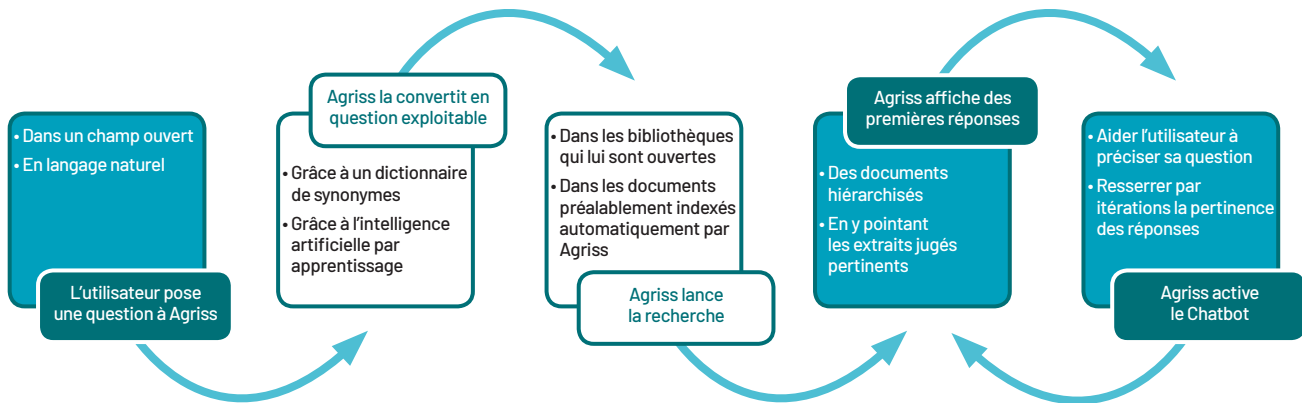 • Dans un champ ouvert
• En langage naturel
L’utilisateur pose
une question à Agriss
Agriss la convertit en
question exploitable
• Grâce à un dictionnaire
de synonymes
• Grâce à l’intelligence
artificielle par
apprentissage
• Dans les bibliothèques
qui lui sont ouvertes
• Dans les documents
préalablement indexés
automatiquement par
Agriss
Agriss lance
la recherche
Agriss affiche des
premières réponses
• Des documents
hiérarchisés
• En y pointant
les extraits jugés
pertinents
• Aider l’utilisateur à
préciser sa question
• Resserrer par
itérations la pertinence
des réponses
Agriss active
le Chatbot